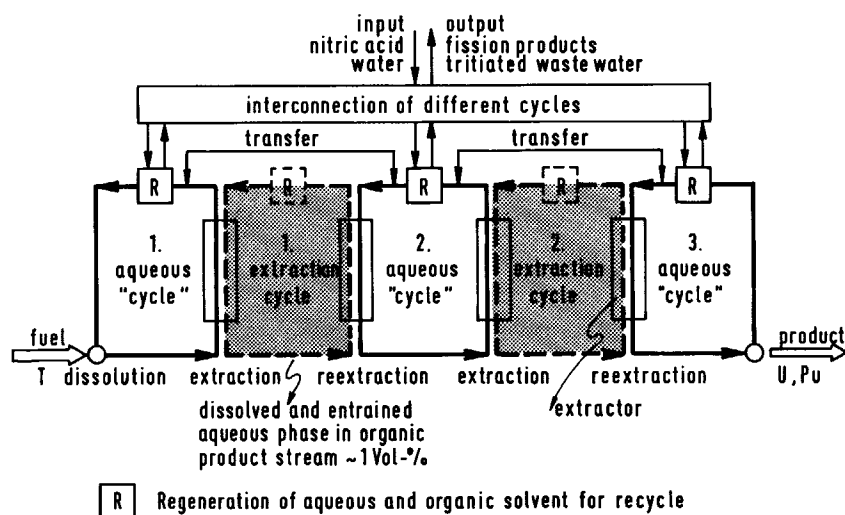 input
nitric acid
water
output
fission products
tritiated waste water
interconnection of different cycles
transfer
transfer
R
R
R
R
R
1.
aqueous
"cycle"
1.
extraction
cycle
2.
aqueous
"cycle"
2.
extraction
cycle
3.
aqueous
"cycle"
fuel
T
dissolution
extraction
reextraction
extraction
reextraction
product
U, Pu
dissolved and entrained
aqueous phase in organic
product stream ~1 Vol-%
extractor
R Regeneration of aqueous and organic solvent for recycle